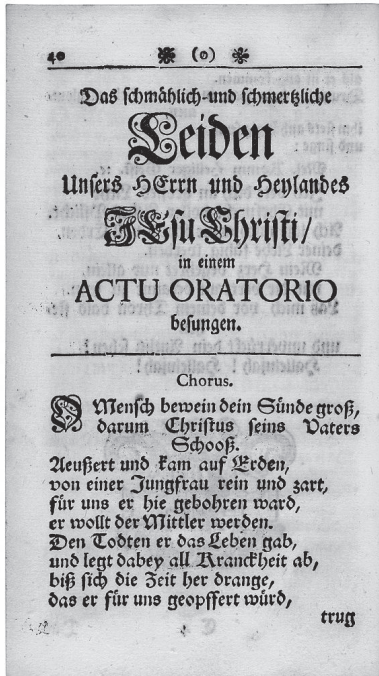 40 ❋ (o) ❋
Das schmählich-und schmertzliche
Leiden
Unsers HErrn und Heylandes
JEsu Christi/
in einem
ACTU ORATORIO
besungen.
Chorus.
O Mensch bewein dein Sünde groß,
darum Christus seins Vaters
Schooß.
Aeußert und kam auf Erden,
von einer Jungfrau rein und zart,
für uns er hie gebohren ward,
er wollt der Mittler werden.
Den Todten er das Leben gab,
und legt dabey all Kranckheit ab,
biß sich die Zeit her drange,
das er für uns geopffert würd,
trug